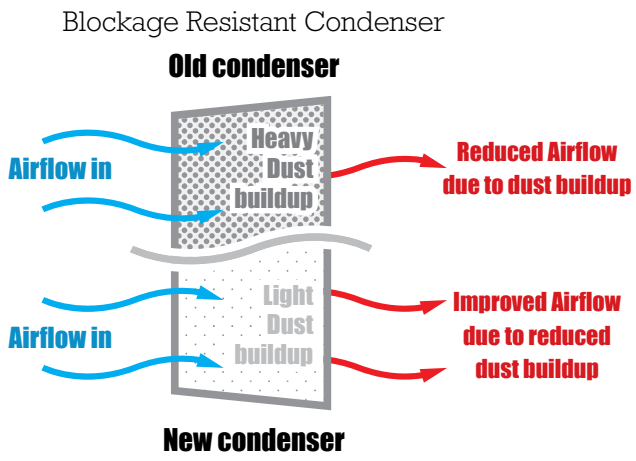 Blockage Resistant Condenser
Old condenser
Airflow in
Heavy
Dust
buildup
Reduced Airflow
due to dust buildup
Airflow in
Light
Dust
buildup
Improved Airflow
due to reduced
dust buildup
New condenser